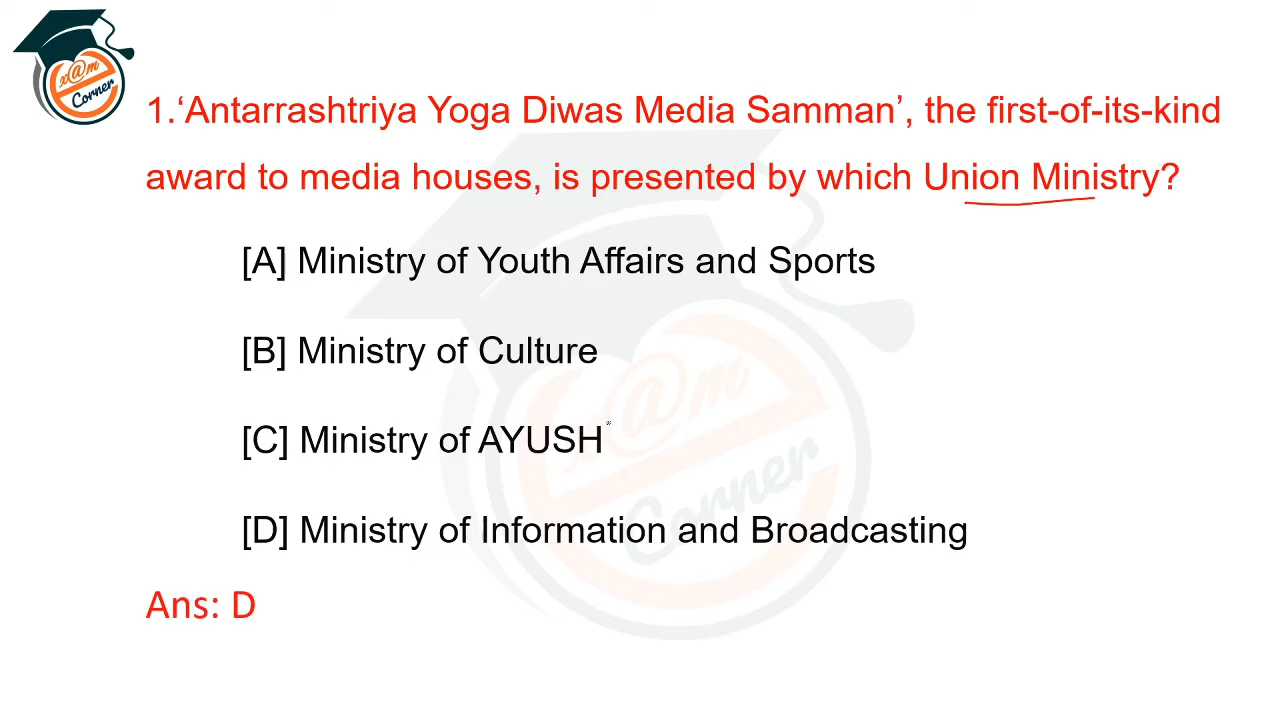 x@m
Corner
1.‘Antarrashtriya Yoga Diwas Media Samman’, the first-of-its-kind
award to media houses, is presented by which Union Ministry?
[A] Ministry of Youth Affairs and Sports
[B] Ministry of Culture
[C] Ministry of AYUSH
[D] Ministry of Information and Broadcasting
Ans: D
x@m
Corner